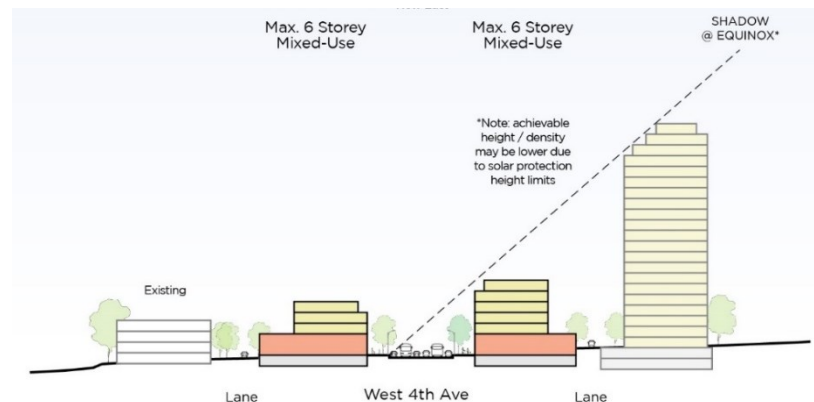 Max. 6 Storey
Mixed-Use
Max. 6 Storey
Mixed-Use
SHADOW
@ EQUINOX*
*Note: achievable
height / density
may be lower due
to solar protection
height limits
Existing
Lane
West 4th Ave
Lane